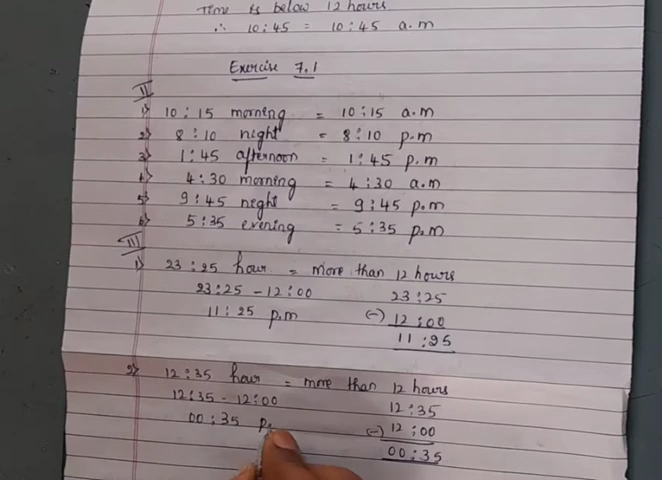 Time is below 12 hours
∴ 10:45 = 10:45 a.m
Exercise 7.1
II
1) 10:15 morning = 10:15 a.m
2) 8:10 night = 8:10 p.m
3) 1:45 afternoon = 1:45 p.m
4) 4:30 morning = 4:30 a.m
5) 9:45 night = 9:45 p.m
6) 5:35 evening = 5:35 p.m
III
1) 23:25 hour = more than 12 hours
23:25 - 12:00 23:25
11:25 p.m (-) 12:00
11:25
2) 12:35 hour = more than 12 hours
12:35 - 12:00 12:35
00:35 p. (-) 12:00
00:35